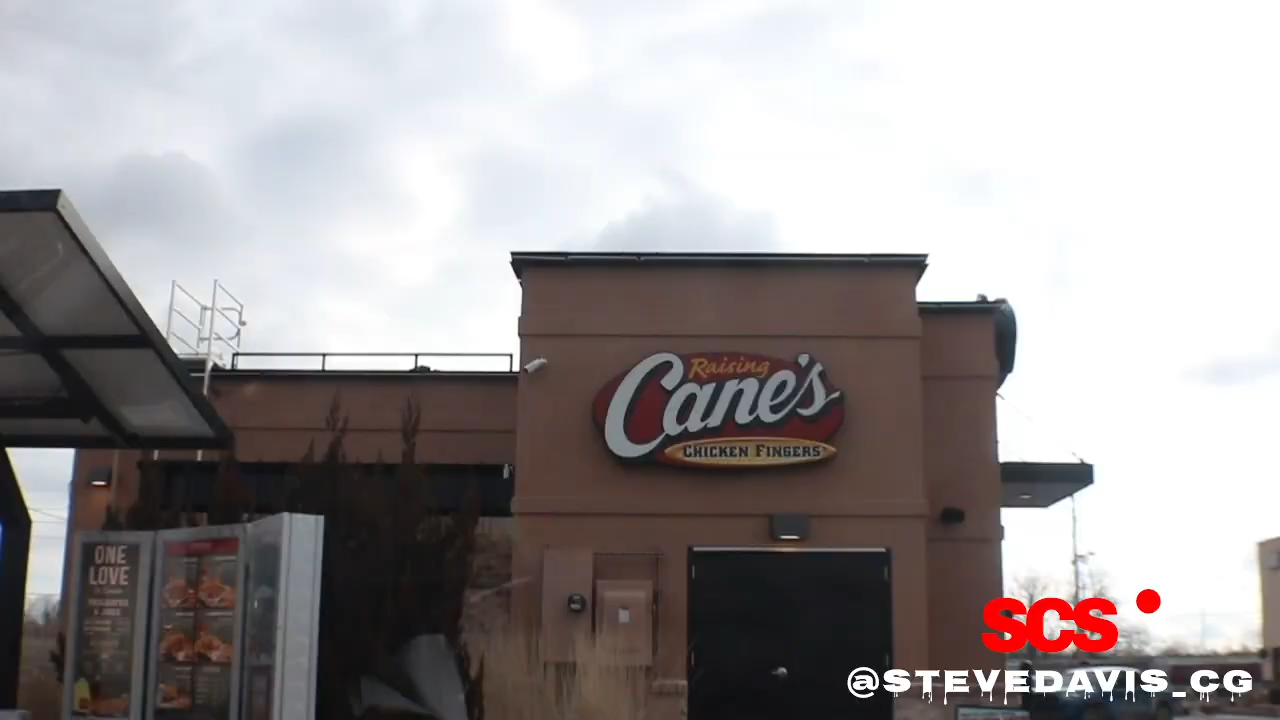 Raising
Cane's
CHICKEN FINGERS
ONE
LOVE
SCS
@STEVEDAVIS_CG